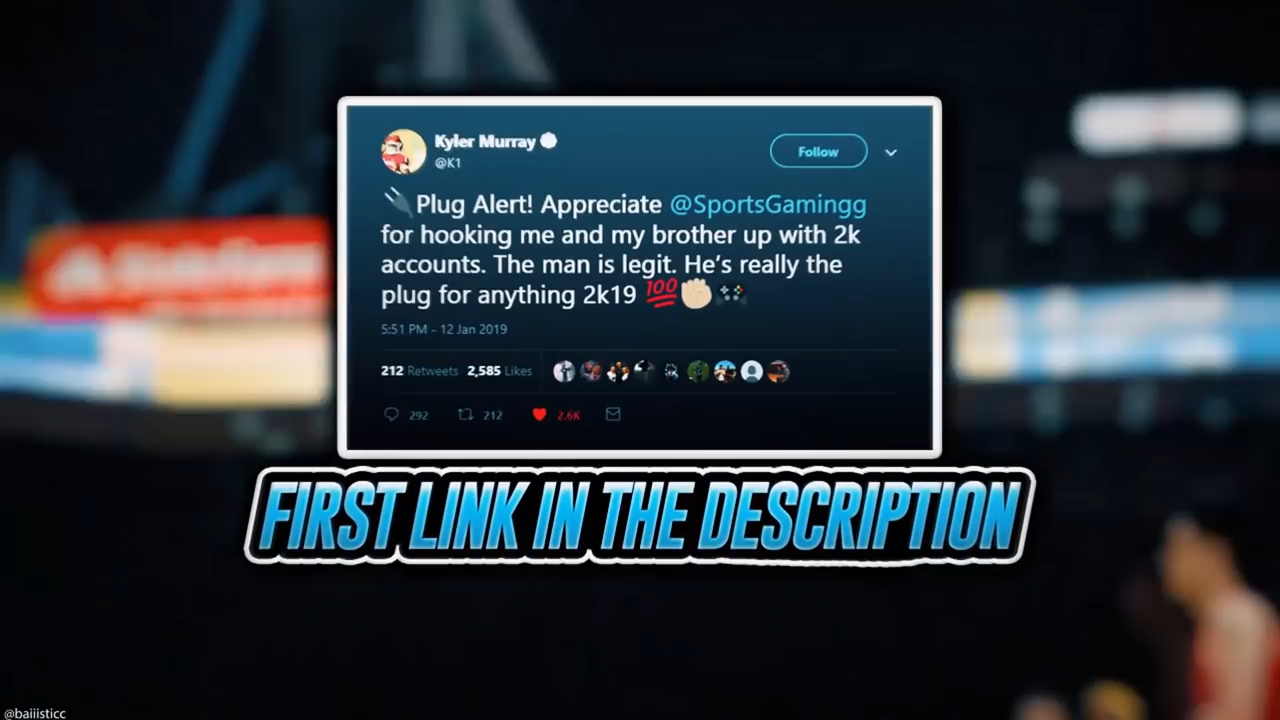 Kyler Murray
@K1
Follow
Plug Alert! Appreciate @SportsGamingg
for hooking me and my brother up with 2k
accounts. The man is legit. He's really the
plug for anything 2k19 💯✊🏼🎮
5:51 PM - 12 Jan 2019
212 Retweets 2,585 Likes
292 212 2.6K
FIRST LINK IN THE DESCRIPTION
@baiiisticc